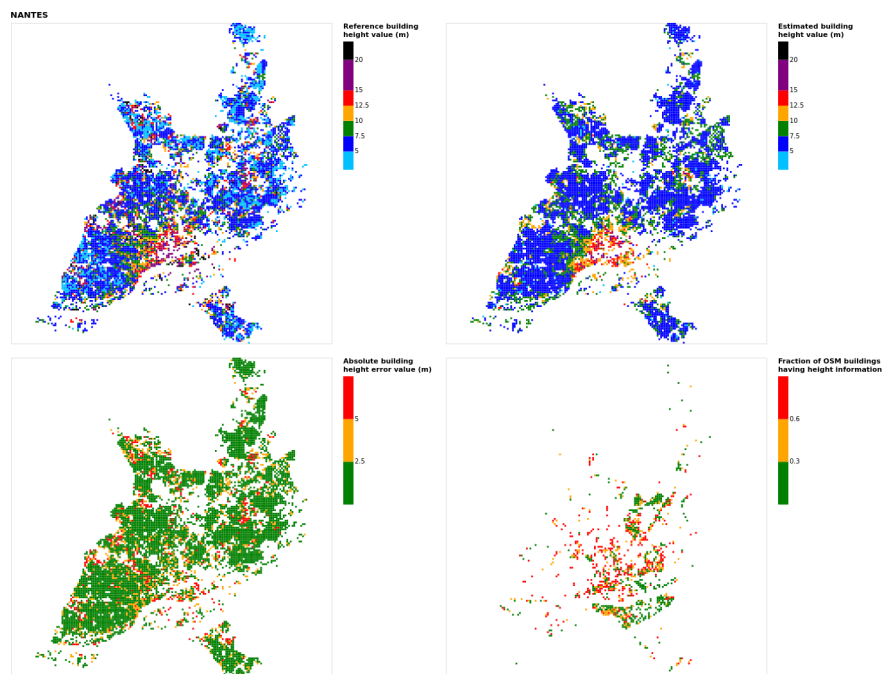 NANTES
Reference building
height value (m)
20
15
12.5
10
7.5
5
Estimated building
height value (m)
20
15
12.5
10
7.5
5
Absolute building
height error value (m)
5
2.5
Fraction of OSM buildings
having height information
0.6
0.3